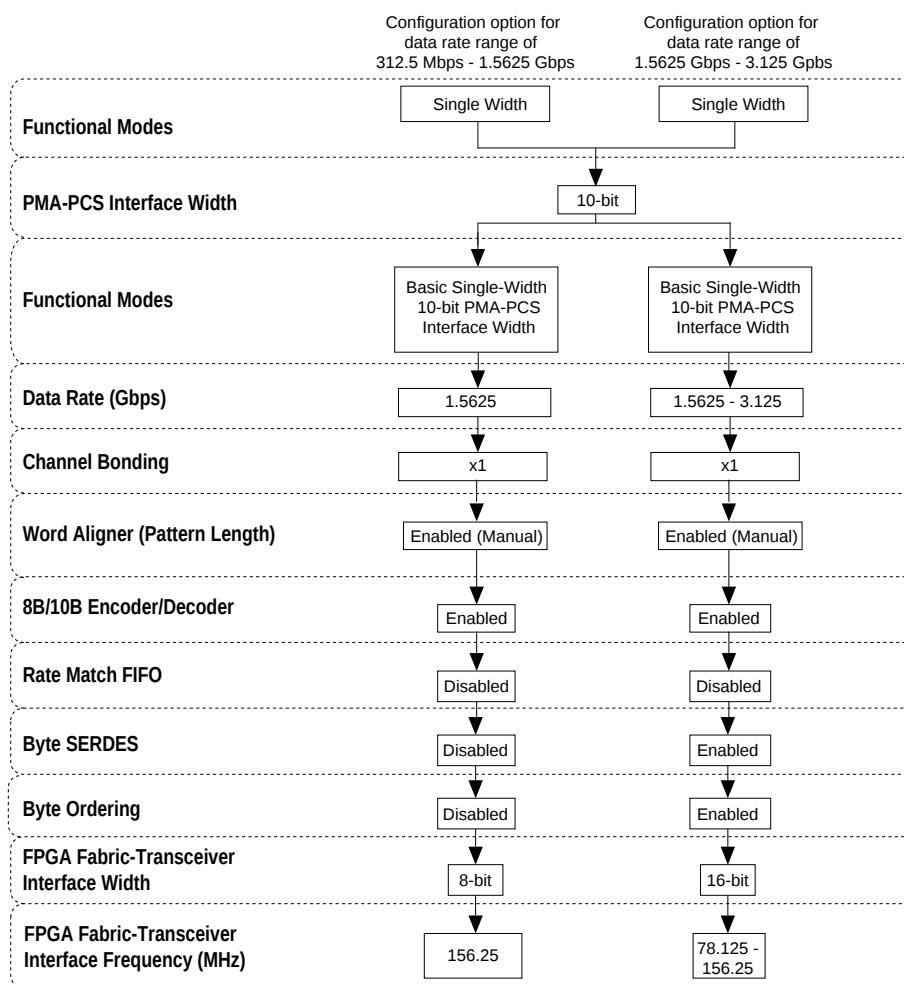 Configuration option for
data rate range of
312.5 Mbps - 1.5625 Gbps
Configuration option for
data rate range of
1.5625 Gbps - 3.125 Gpbs
Functional Modes
Single Width
Single Width
PMA-PCS Interface Width
10-bit
Functional Modes
Basic Single-Width
10-bit PMA-PCS
Interface Width
Basic Single-Width
10-bit PMA-PCS
Interface Width
Data Rate (Gbps)
1.5625
1.5625 - 3.125
Channel Bonding
x1
x1
Word Aligner (Pattern Length)
Enabled (Manual)
Enabled (Manual)
8B/10B Encoder/Decoder
Enabled
Enabled
Rate Match FIFO
Disabled
Disabled
Byte SERDES
Disabled
Enabled
Byte Ordering
Disabled
Enabled
FPGA Fabric-Transceiver
Interface Width
8-bit
16-bit
FPGA Fabric-Transceiver
Interface Frequency (MHz)
156.25
78.125 -
156.25